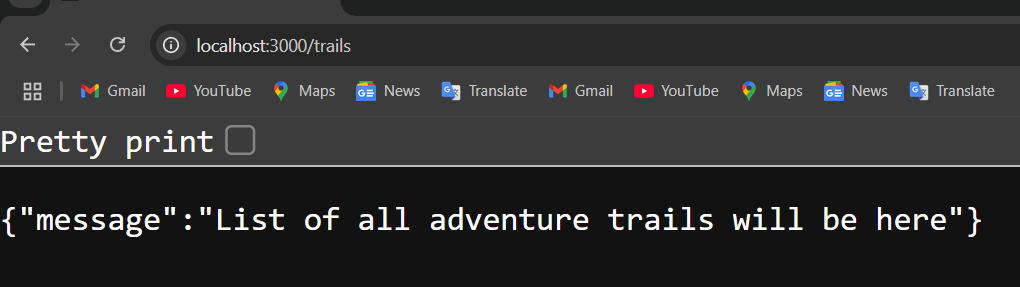 localhost:3000/trails
Gmail YouTube Maps News Translate Gmail YouTube Maps News Translate
Pretty print
{"message":"List of all adventure trails will be here"}